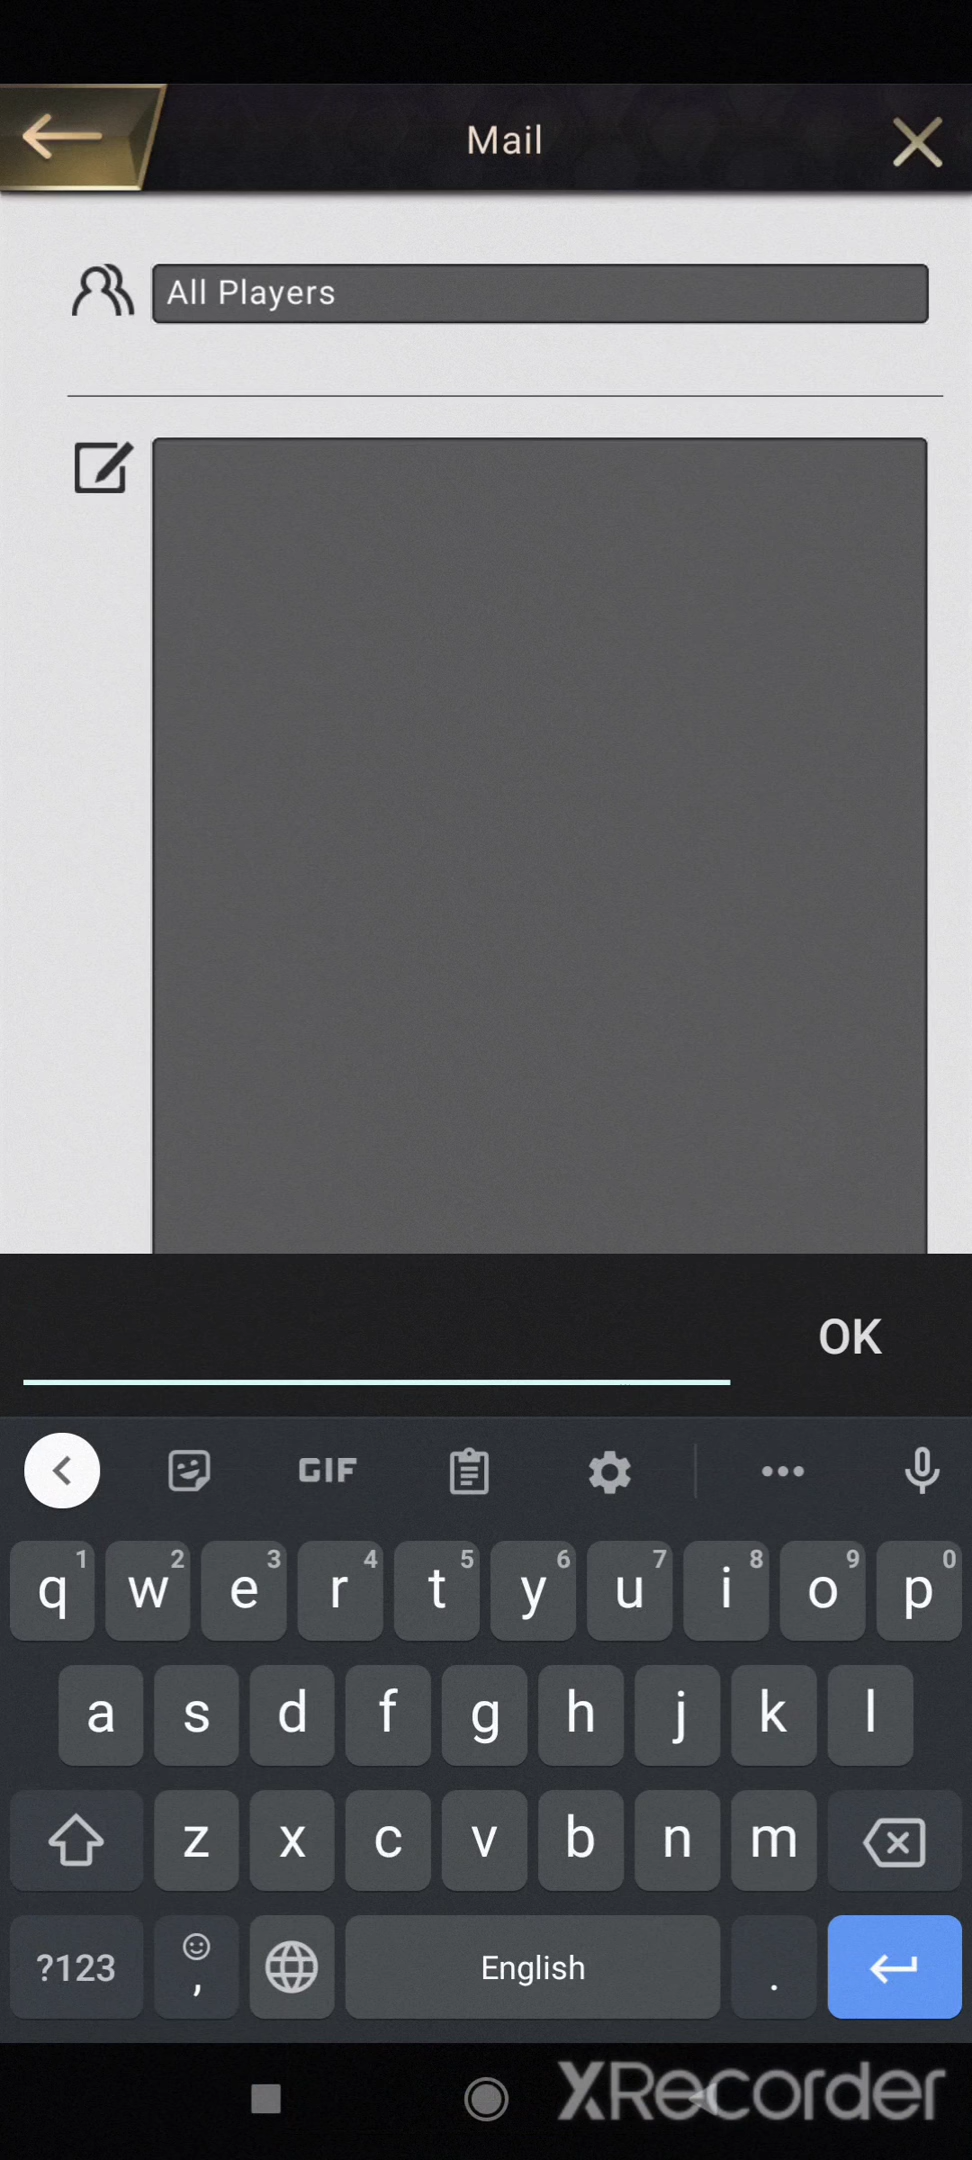 Mail
All Players
OK
GIF
1 2 3 4 5 6 7 8 9 0
q w e r t y u i o p
a s d f g h j k l
z x c v b n m
?123 , English .
XRecorder